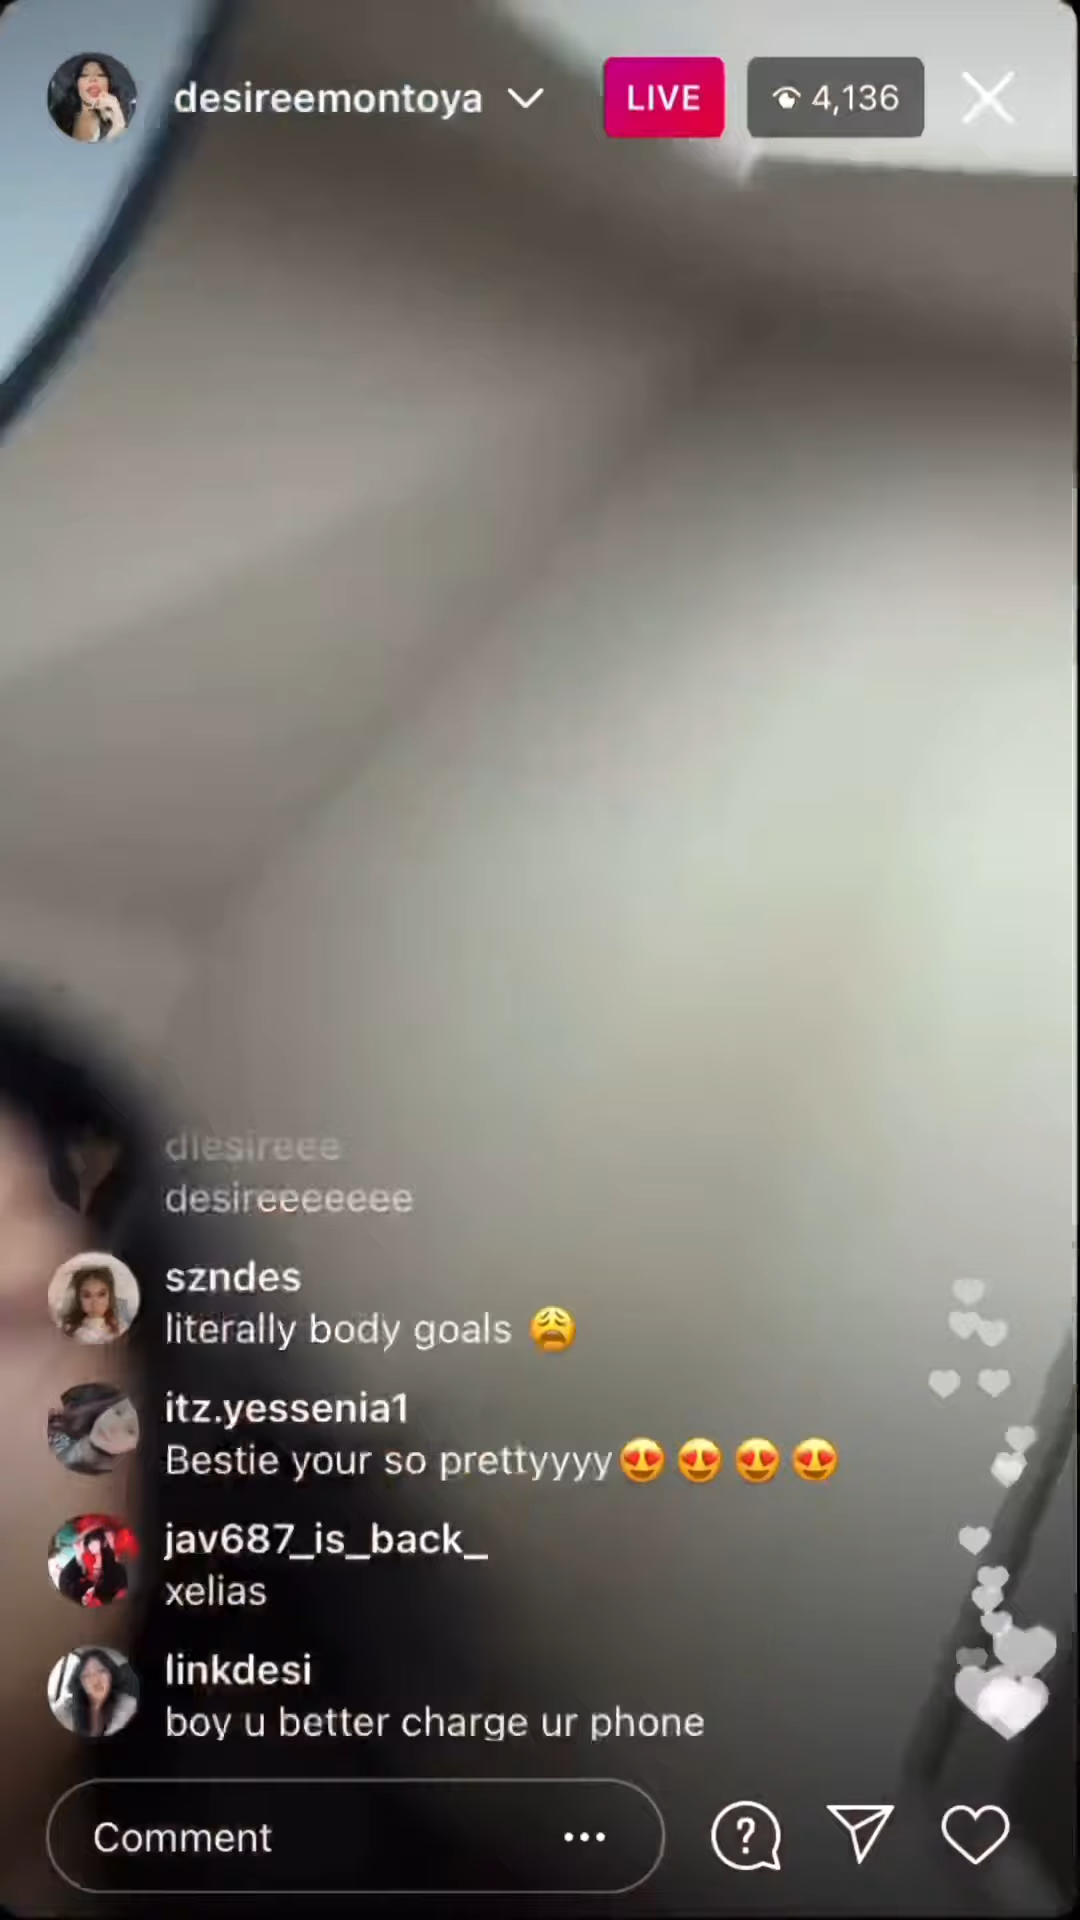 desireemontoya
LIVE
4,136
dlesireee
desireeeeeee
szndes
literally body goals 😩
itz.yessenia1
Bestie your so prettyyyy😍😍😍😍
jav687_is_back_
xelias
linkdesi
boy u better charge ur phone
Comment